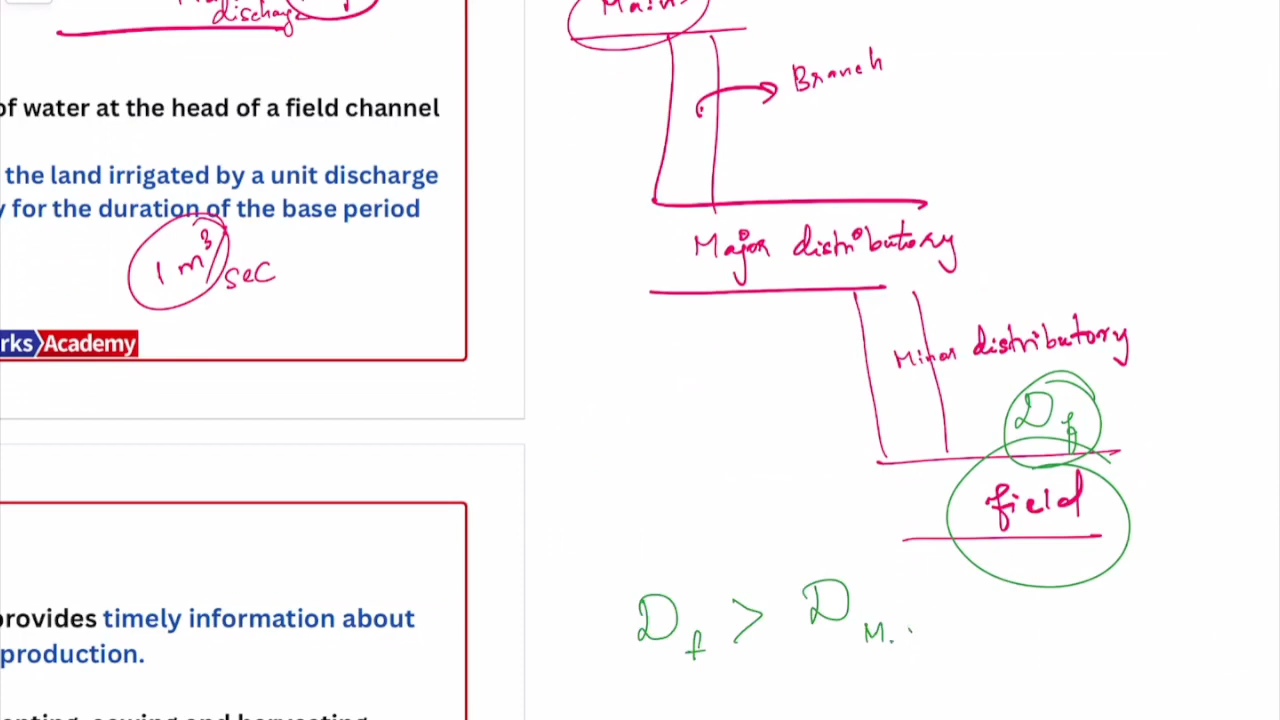 discharge
of water at the head of a field channel
the land irrigated by a unit discharge
for the duration of the base period
1 m³/sec
rks Academy
provides timely information about
production.
Main
Branch
Major distributory
Minor distributory
Df
field
Df > D M.